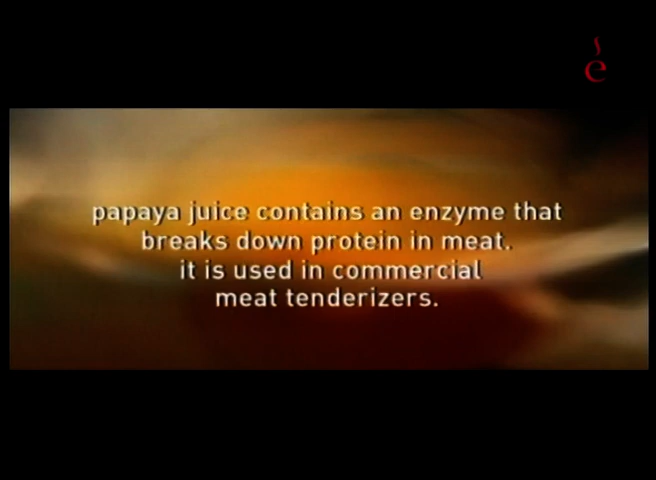 e
papaya juice contains an enzyme that
breaks down protein in meat.
it is used in commercial
meat tenderizers.